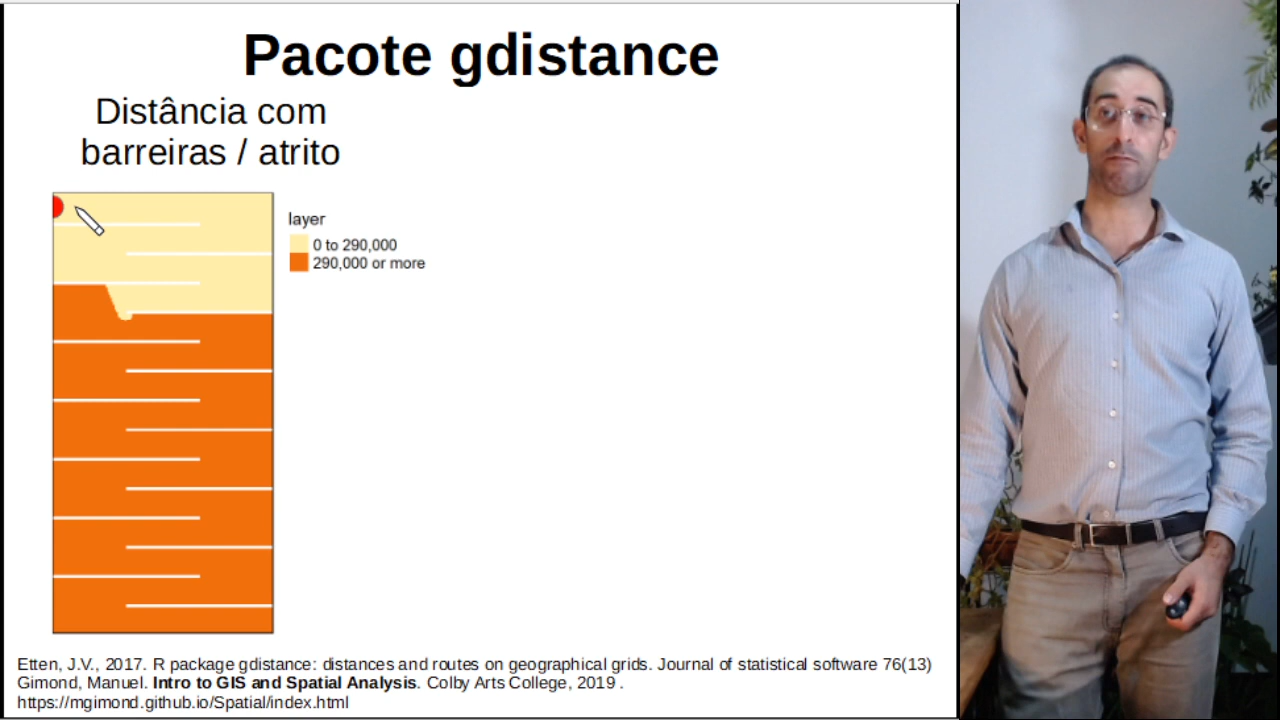 Pacote gdistance
Distância com
barreiras / atrito
layer
0 to 290,000
290,000 or more
Etten, J.V., 2017. R package gdistance: distances and routes on geographical grids. Journal of statistical software 76(13)
Gimond, Manuel. Intro to GIS and Spatial Analysis. Colby Arts College, 2019 .
https://mgimond.github.io/Spatial/index.html